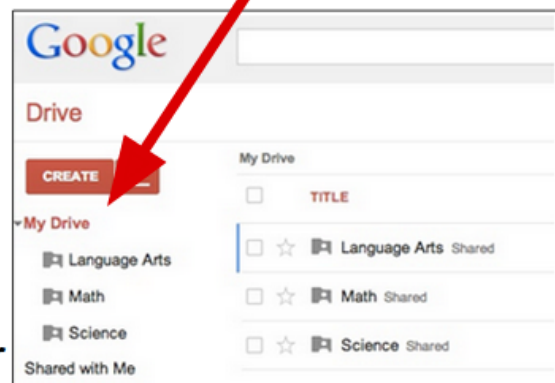 Google
Drive
CREATE
My Drive
Language Arts
Math
Science
Shared with Me
My Drive
TITLE
Language Arts Shared
Math Shared
Science Shared